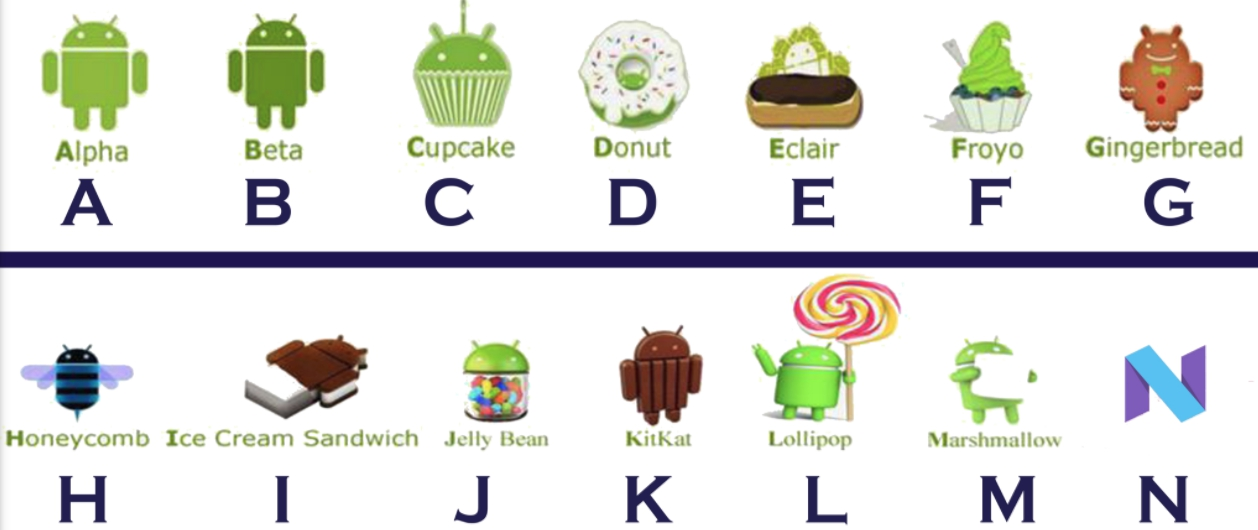 Alpha Beta Cupcake Donut Eclair Froyo Gingerbread
A B C D E F G
N
Honeycomb Ice Cream Sandwich Jelly Bean KitKat Lollipop Marshmallow
H I J K L M N